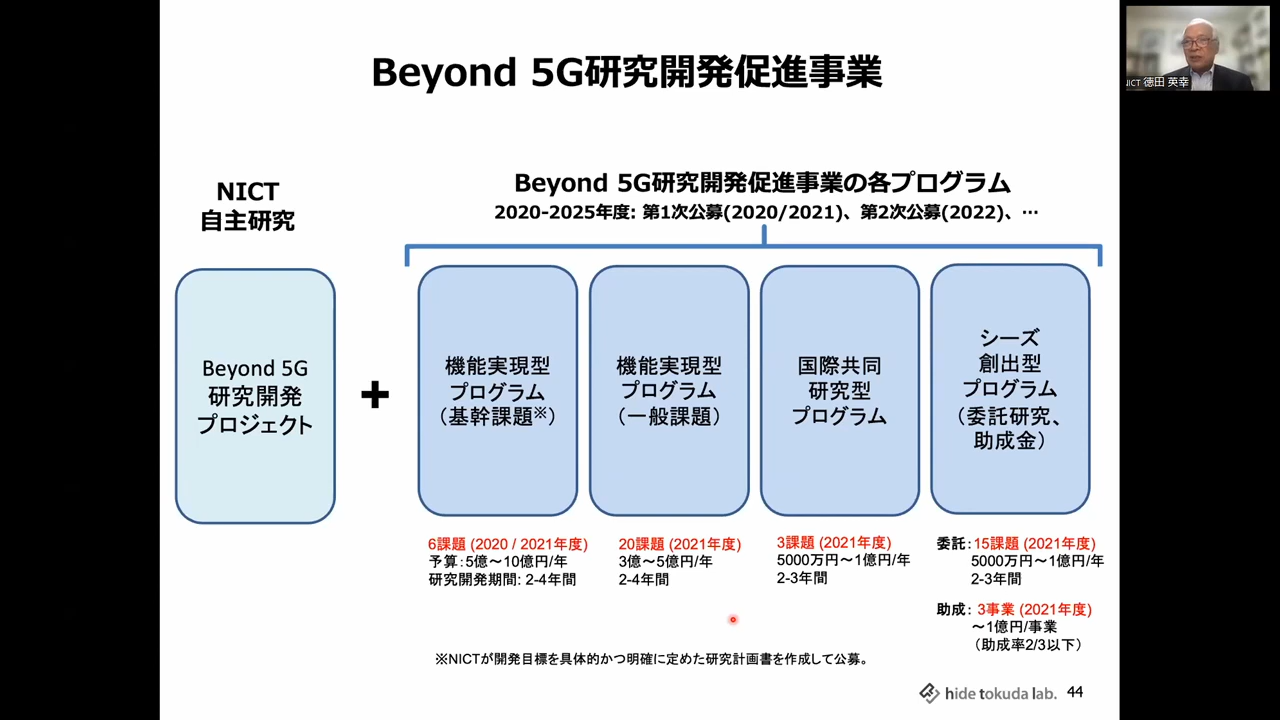 Beyond 5G研究開発促進事業
NICT 徳田 英幸
NICT
自主研究
Beyond 5G研究開発促進事業の各プログラム
2020-2025年度: 第1次公募(2020/2021)、第2次公募(2022)、…
Beyond 5G
研究開発
プロジェクト
+
機能実現型
プログラム
（基幹課題※）
機能実現型
プログラム
（一般課題）
国際共同
研究型
プログラム
シーズ
創出型
プログラム
（委託研究、
助成金）
6課題 (2020 / 2021年度)
予算：5億～10億円/年
研究開発期間: 2-4年間
20課題 (2021年度)
3億～5億円/年
2-4年間
3課題 (2021年度)
5000万円～1億円/年
2-3年間
委託：15課題 (2021年度)
5000万円～1億円/年
2-3年間
助成： 3事業 (2021年度)
～1億円/事業
（助成率2/3以下）
※NICTが開発目標を具体的かつ明確に定めた研究計画書を作成して公募。
hide tokuda lab.
44